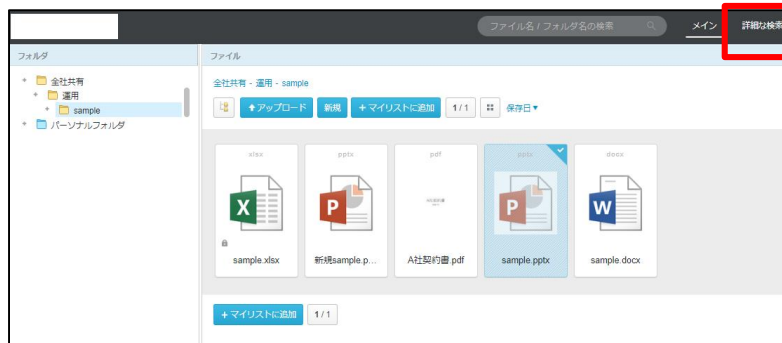 ファイル名 / フォルダ名の検索
メイン
詳細な検索
フォルダ
全社共有
運用
sample
パーソナルフォルダ
ファイル
全社共有 - 運用 - sample
アップロード
新規
+ マイリストに追加
1 / 1
保存日▼
xlsx
pptx
pdf
pptx
docx
X
P
P
W
sample.xlsx
新規sample.p...
A社契約書.pdf
sample.pptx
sample.docx
+ マイリストに追加
1 / 1